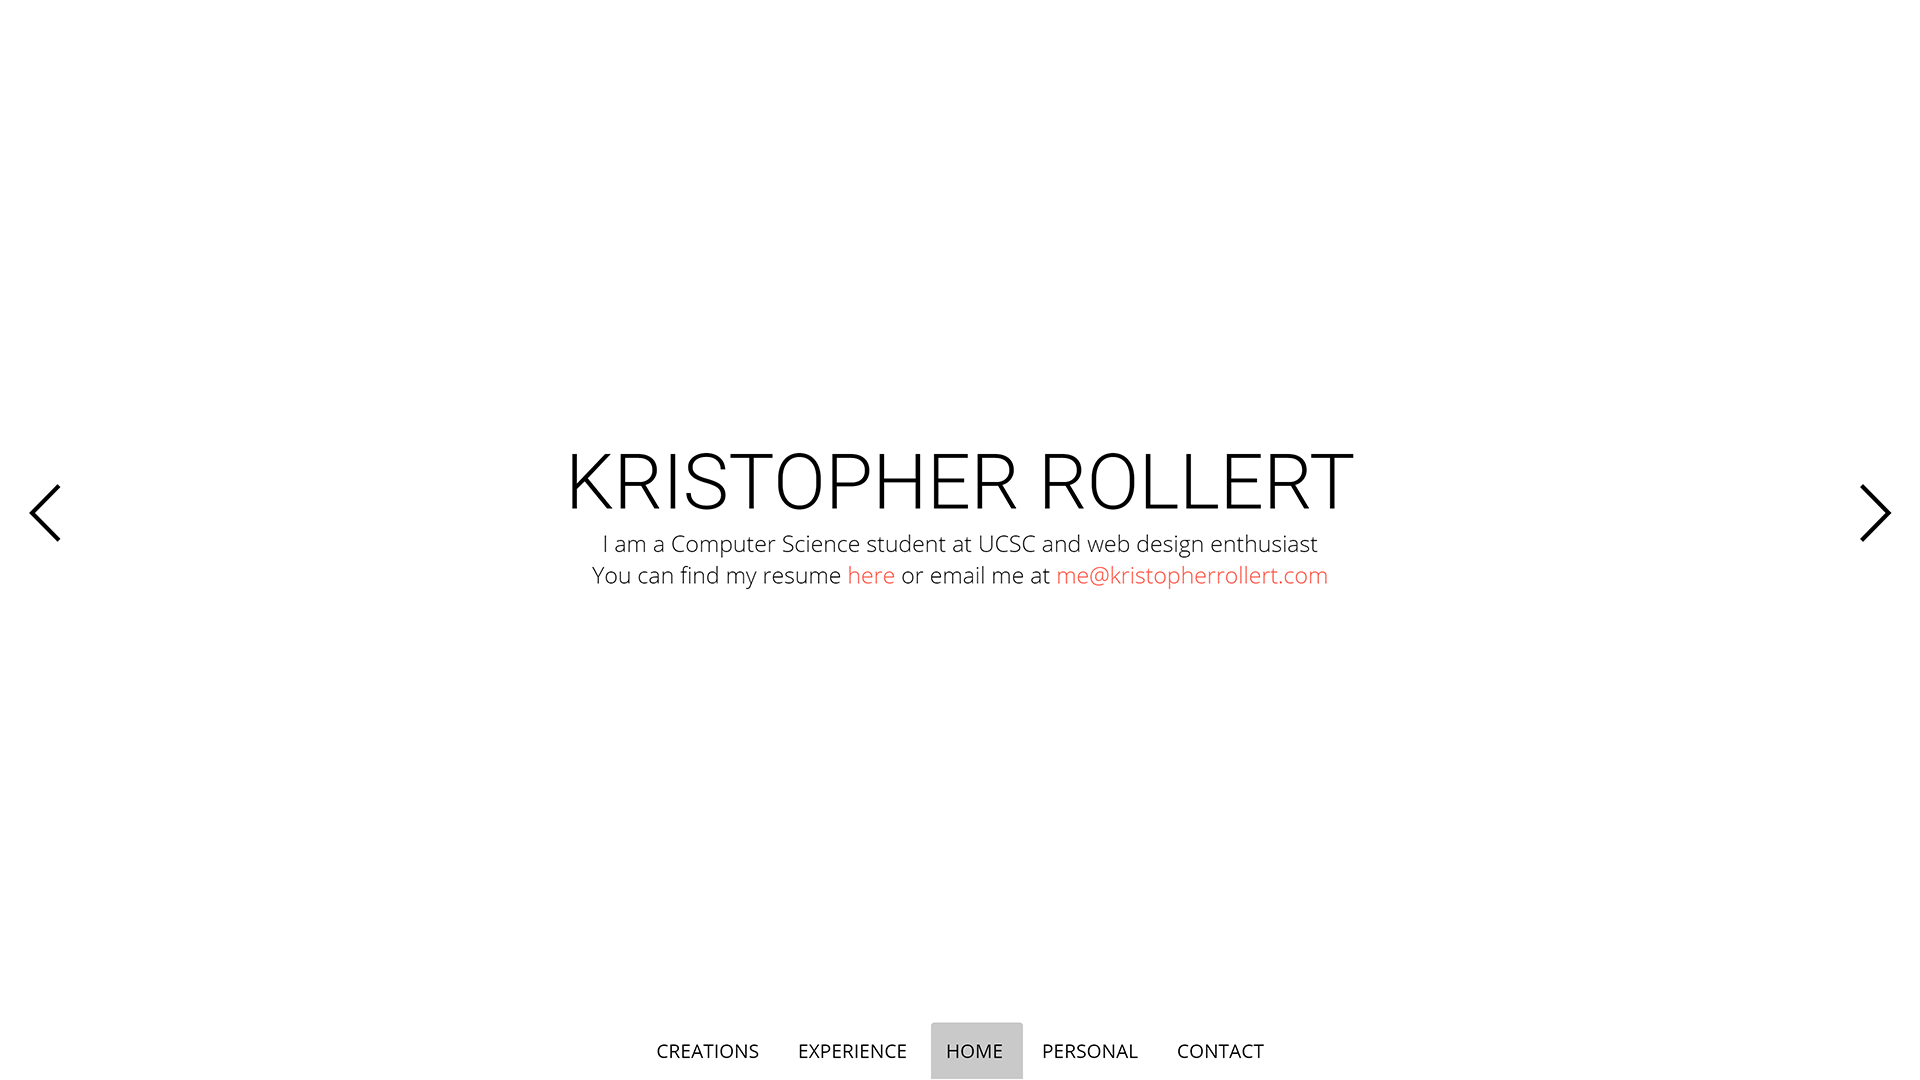 KRISTOPHER ROLLERT
I am a Computer Science student at UCSC and web design enthusiast
You can find my resume here or email me at me@kristopherrollert.com
CREATIONS EXPERIENCE HOME PERSONAL CONTACT